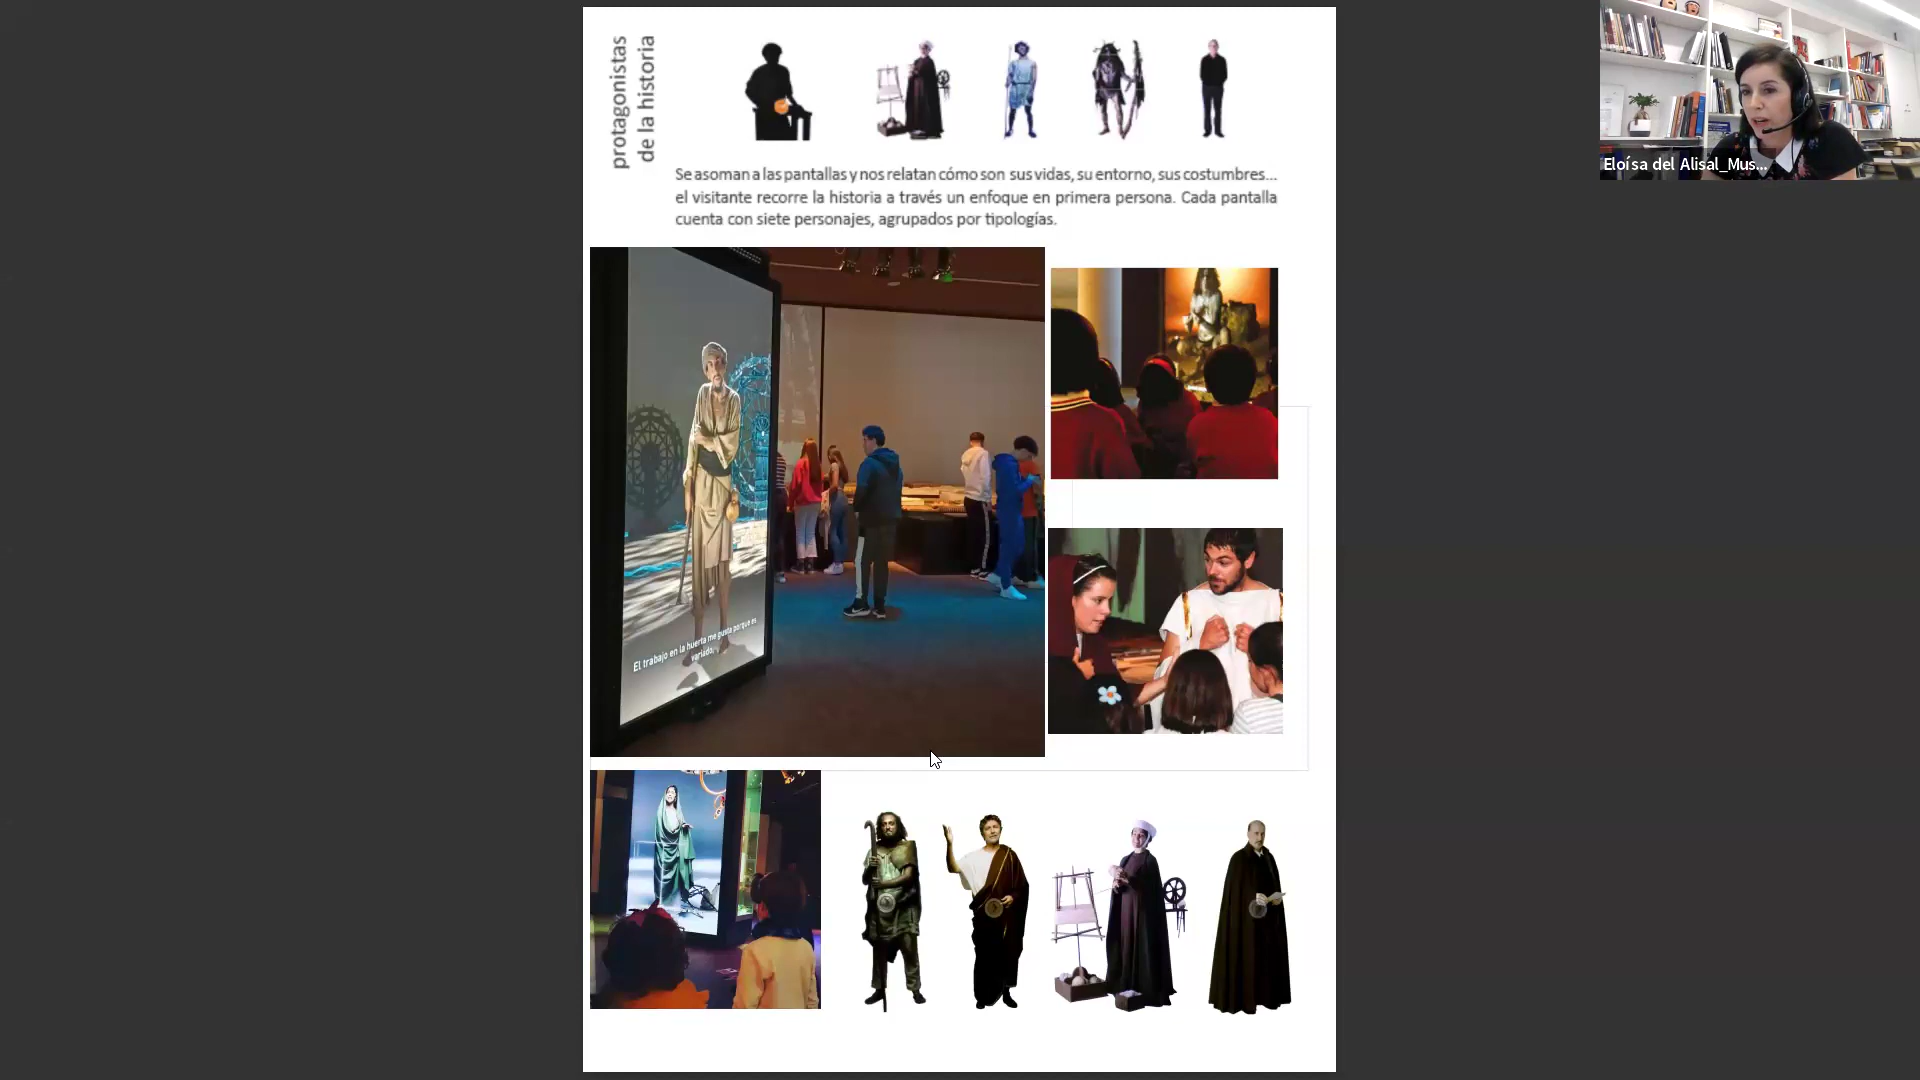 protagonistas
de la historia
Se asoman a las pantallas y nos relatan cómo son sus vidas, su entorno, sus costumbres...
el visitante recorre la historia a través un enfoque en primera persona. Cada pantalla
cuenta con siete personajes, agrupados por tipologías.
El trabajo en la huerta me gusta porque es
variado,
Eloísa del Alisal_Mus...